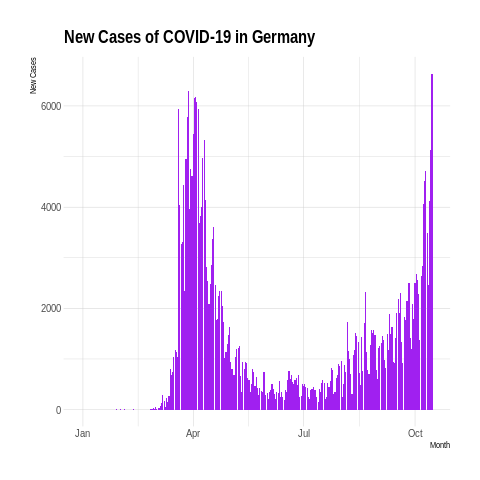 New Cases of COVID-19 in Germany
New Cases
6000
4000
2000
0
Jan Apr Jul Oct
Month